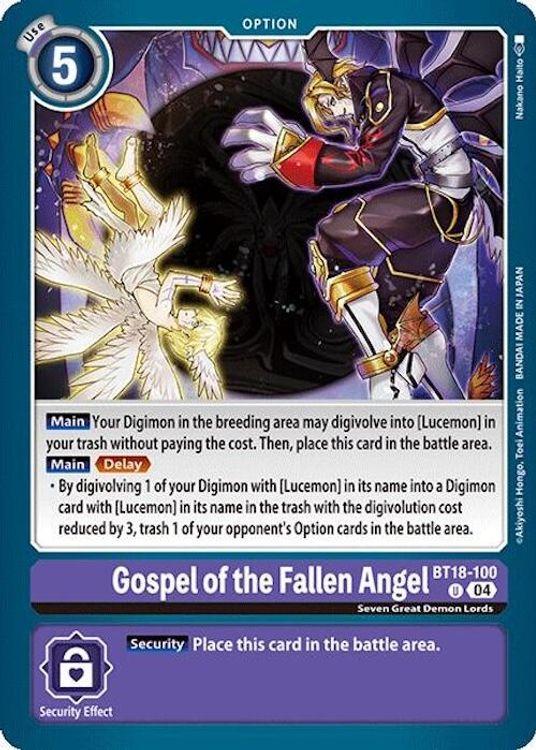 OPTION
Use
5
Nakano Haito
Main Your Digimon in the breeding area may digivolve into [Lucemon] in
your trash without paying the cost. Then, place this card in the battle area.
Main Delay
・By digivolving 1 of your Digimon with [Lucemon] in its name into a Digimon
card with [Lucemon] in its name in the trash with the digivolution cost
reduced by 3, trash 1 of your opponent's Option cards in the battle area.
©Akiyoshi Hongo, Toei Animation BANDAI MADE IN JAPAN
Gospel of the Fallen Angel
BT18-100
U 04
Seven Great Demon Lords
Security Place this card in the battle area.
Security Effect